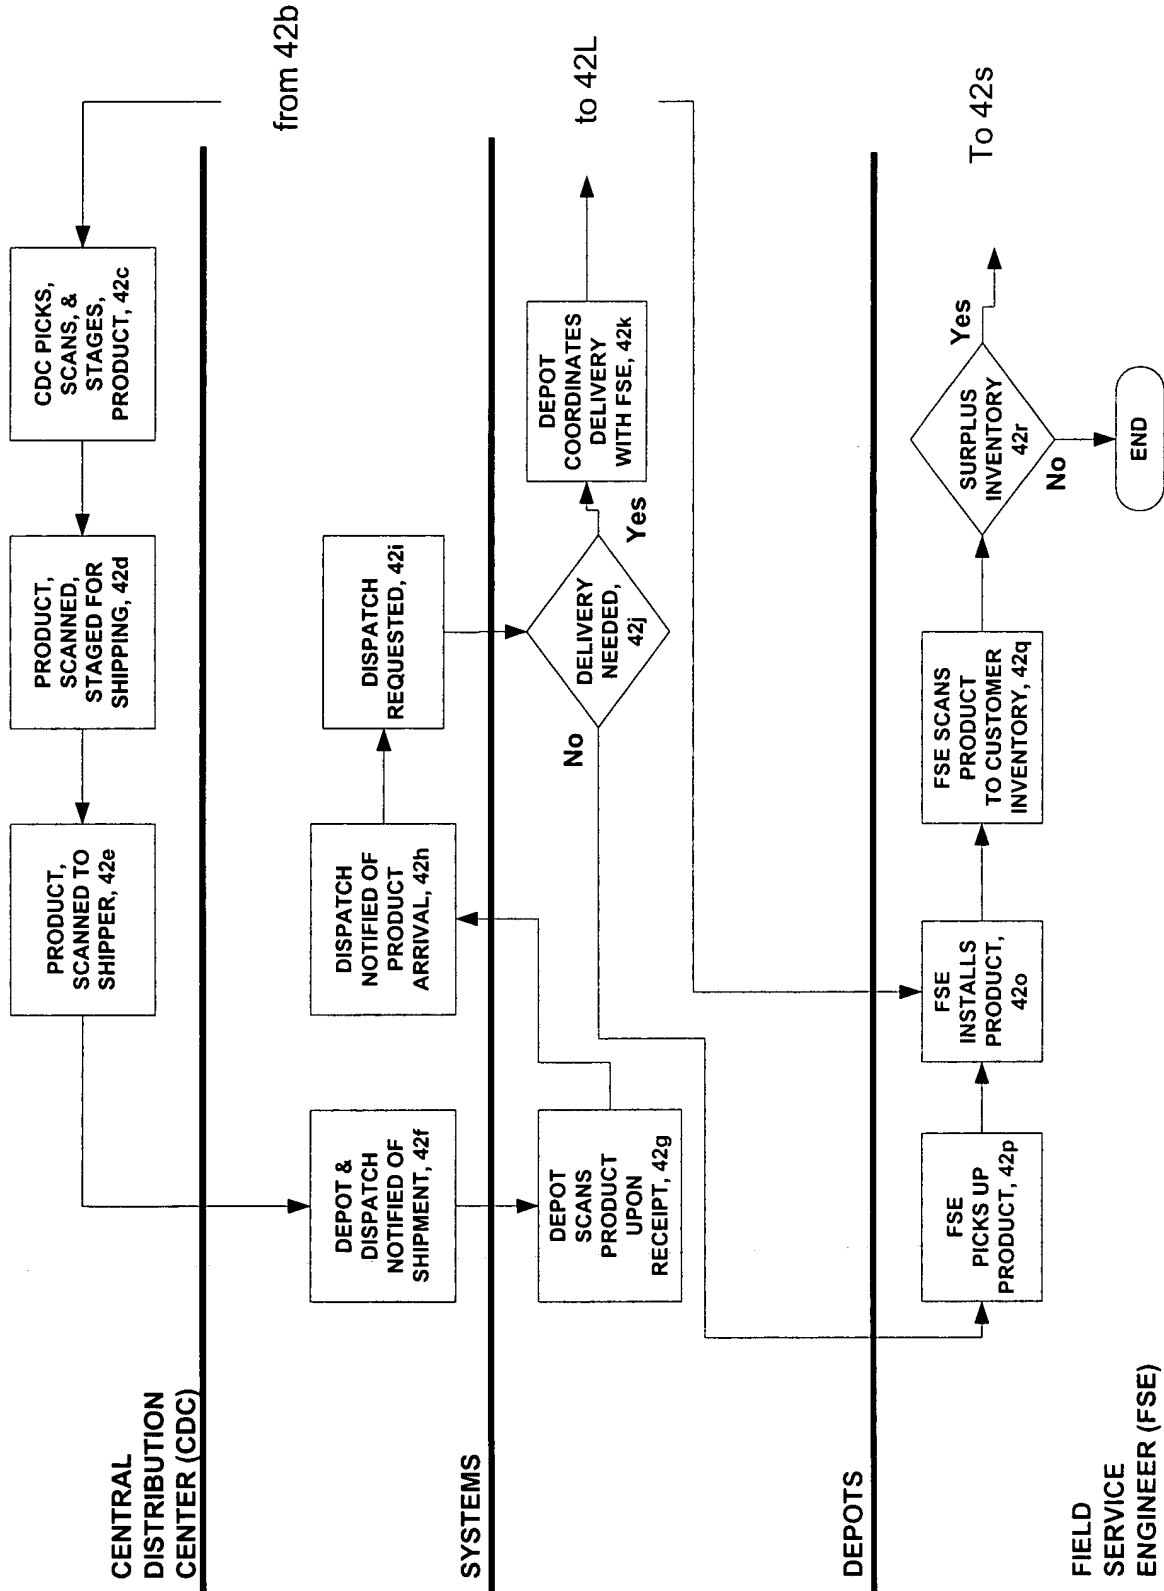 CENTRAL
DISTRIBUTION
CENTER (CDC)
PRODUCT,
SCANNED TO
SHIPPER, 42e
PRODUCT,
SCANNED,
STAGED FOR
SHIPPING, 42d
CDC PICKS,
SCANS, &
STAGES,
PRODUCT, 42c
from 42b
SYSTEMS
DEPOT &
DISPATCH
NOTIFIED OF
SHIPMENT, 42f
DISPATCH
NOTIFIED OF
PRODUCT
ARRIVAL, 42h
DISPATCH
REQUESTED, 42i
DEPOTS
DEPOT
SCANS
PRODUCT
UPON
RECEIPT, 42g
No
DELIVERY
NEEDED,
42j
Yes
DEPOT
COORDINATES
DELIVERY
WITH FSE, 42k
to 42L
FIELD
SERVICE
ENGINEER (FSE)
FSE
PICKS UP
PRODUCT, 42p
FSE
INSTALLS
PRODUCT,
42o
FSE SCANS
PRODUCT
TO CUSTOMER
INVENTORY, 42q
SURPLUS
INVENTORY
42r
Yes
No
END
To 42s